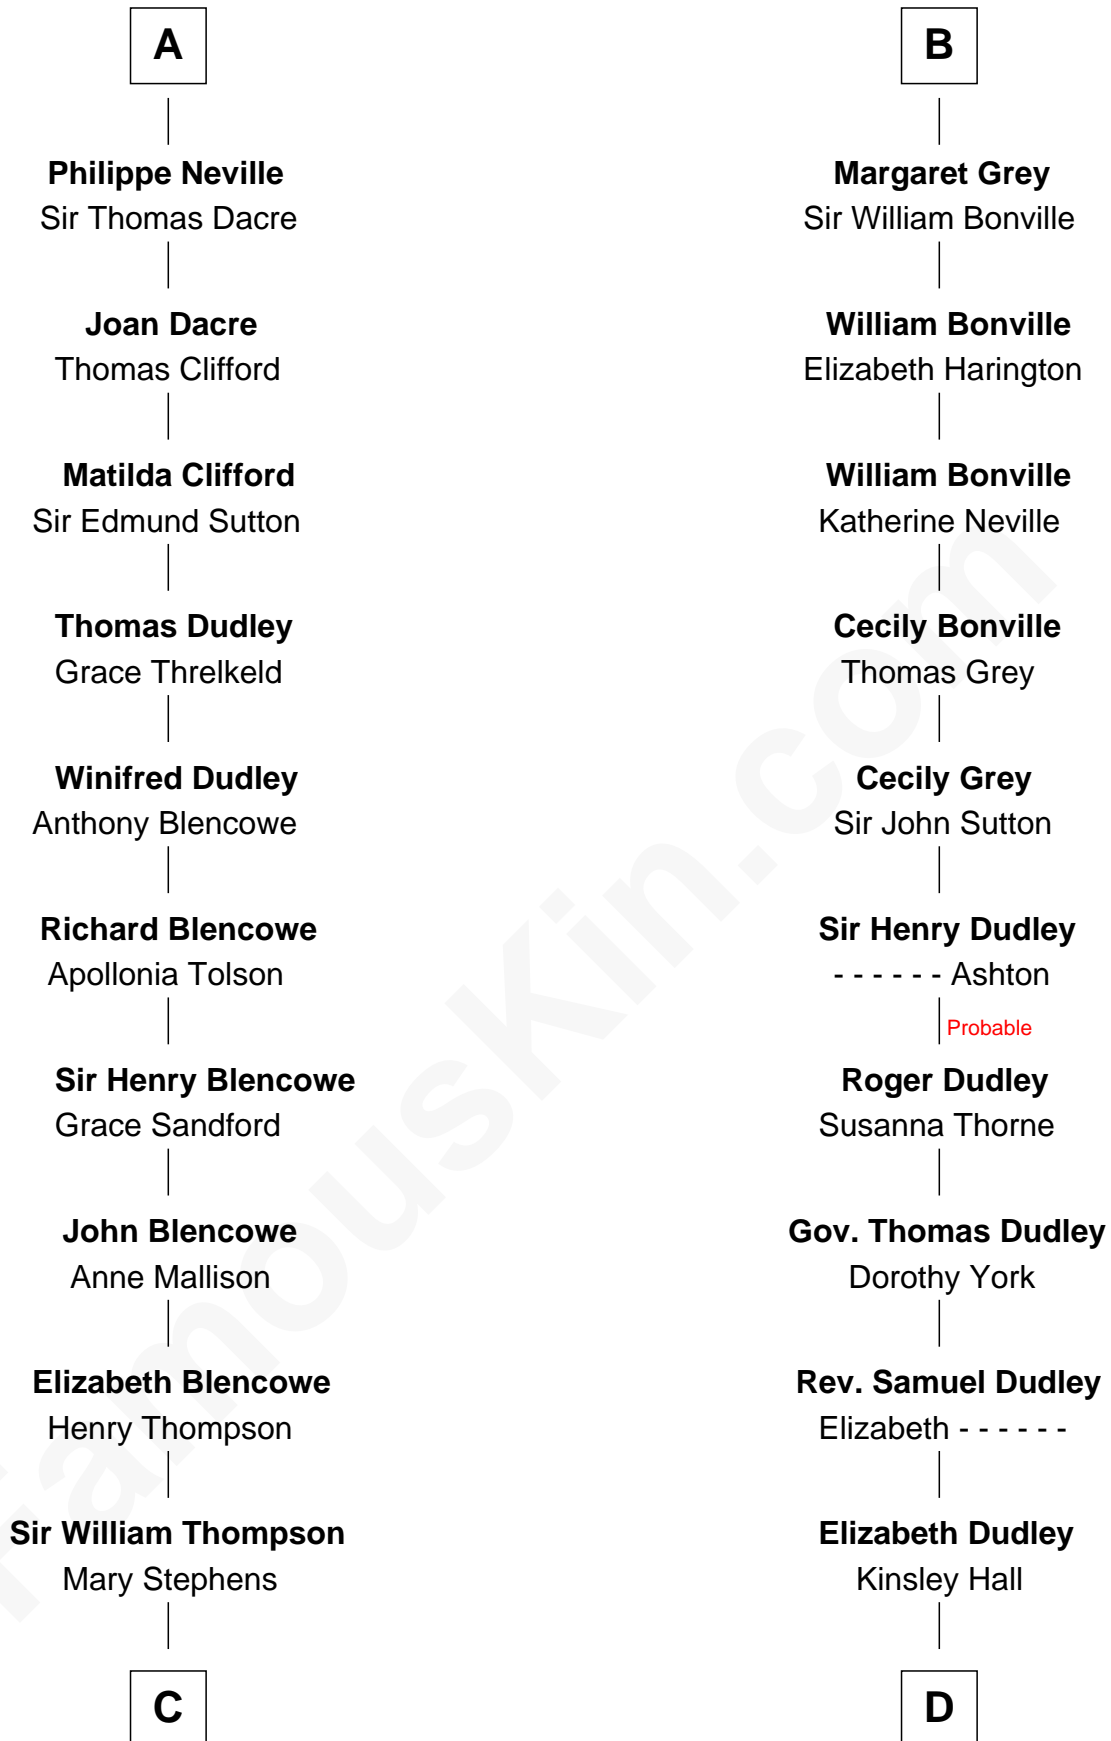 A
Philippe Neville
Sir Thomas Dacre
Joan Dacre
Thomas Clifford
Matilda Clifford
Sir Edmund Sutton
Thomas Dudley
Grace Threlkeld
Winifred Dudley
Anthony Blencowe
Richard Blencowe
Apollonia Tolson
Sir Henry Blencowe
Grace Sandford
John Blencowe
Anne Mallison
Elizabeth Blencowe
Henry Thompson
Sir William Thompson
Mary Stephens
C
B
Margaret Grey
Sir William Bonville
William Bonville
Elizabeth Harington
William Bonville
Katherine Neville
Cecily Bonville
Thomas Grey
Cecily Grey
Sir John Sutton
Sir Henry Dudley
- - - - - - Ashton
Probable
Roger Dudley
Susanna Thorne
Gov. Thomas Dudley
Dorothy York
Rev. Samuel Dudley
Elizabeth - - - - - -
Elizabeth Dudley
Kinsley Hall
D
FamousKin.com